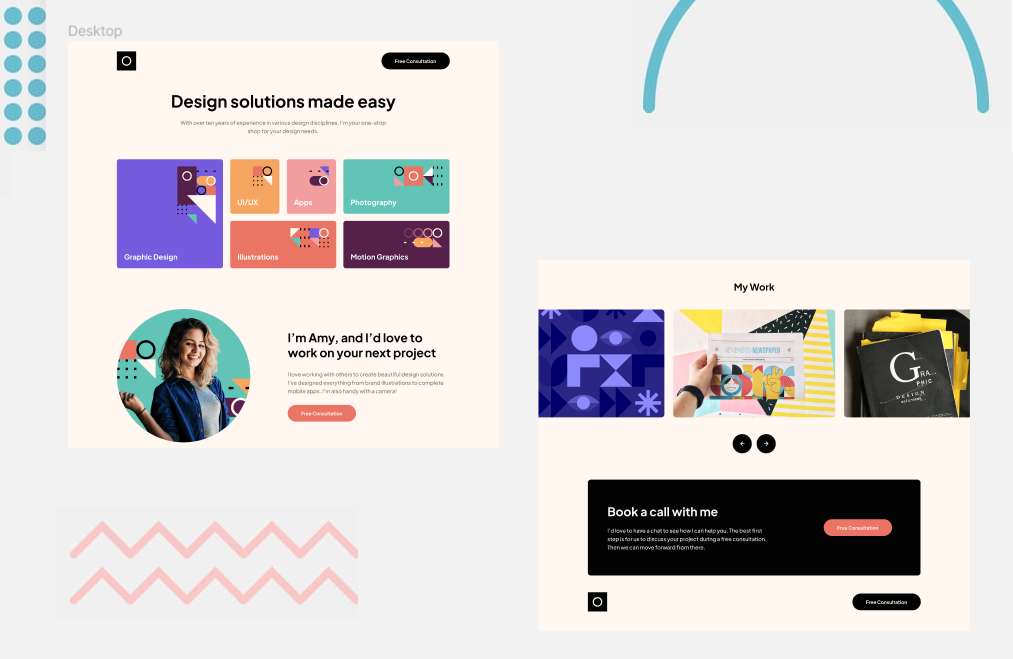 Desktop
Free Consultation
Design solutions made easy
With over ten years of experience in various design disciplines, I'm your one-stop
shop for your design needs.
UI/UX
Apps
Photography
Graphic Design
Illustrations
Motion Graphics
I'm Amy, and I'd love to
work on your next project
I love working with others to create beautiful design solutions.
I've designed everything from brand illustrations to complete
mobile apps. I'm also handy with a camera!
Free Consultation
My Work
NEWSPAPER
G
RA..
PHIC
DESIGN
Book a call with me
I'd love to have a chat to see how I can help you. The best first
step is for us to discuss your project during a free consultation.
Then we can move forward from there.
Free Consultation
Free Consultation